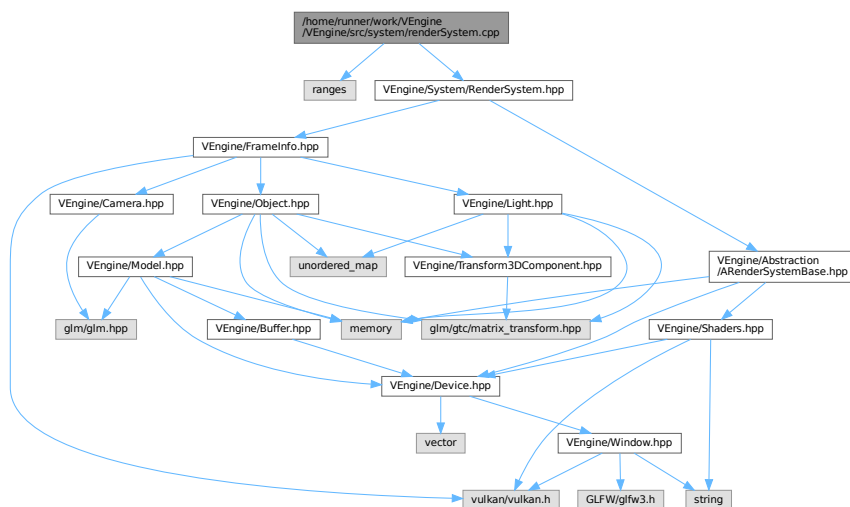 /home/runner/work/VEngine
/VEngine/src/system/renderSystem.cpp
ranges
VEngine/System/RenderSystem.hpp
VEngine/FrameInfo.hpp
VEngine/Camera.hpp
VEngine/Object.hpp
VEngine/Light.hpp
VEngine/Model.hpp
unordered_map
VEngine/Transform3DComponent.hpp
VEngine/Abstraction
/ARenderSystemBase.hpp
glm/glm.hpp
VEngine/Buffer.hpp
memory
glm/gtc/matrix_transform.hpp
VEngine/Shaders.hpp
VEngine/Device.hpp
vector
VEngine/Window.hpp
vulkan/vulkan.h
GLFW/glfw3.h
string